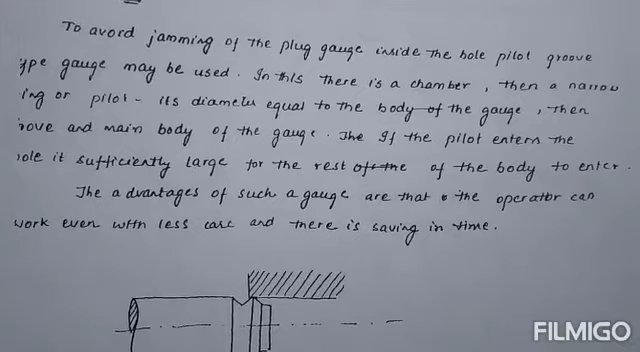 To avoid jamming of the plug gauge inside the hole pilot groove
ype gauge may be used. In this there is a chamber, then a narrow
ing or pilot - its diameter equal to the body of the gauge, then
rove and main body of the gauge. The If the pilot enters the
ole it sufficiently large for the rest of the of the body to enter.
The advantages of such a gauge are that the operator can
work even with less care and there is saving in time.
FILMIGO